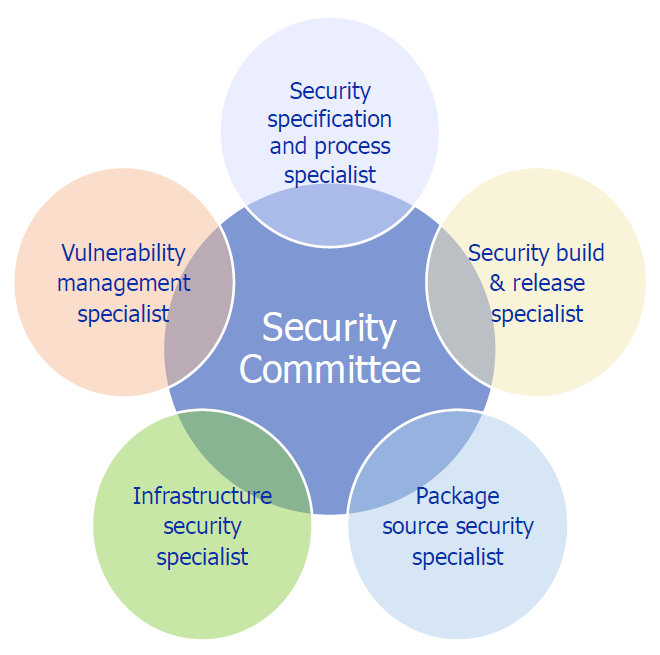 Security
specification
and process
specialist
Vulnerability
management
specialist
Security build
& release
specialist
Security
Committee
Infrastructure
security
specialist
Package
source security
specialist